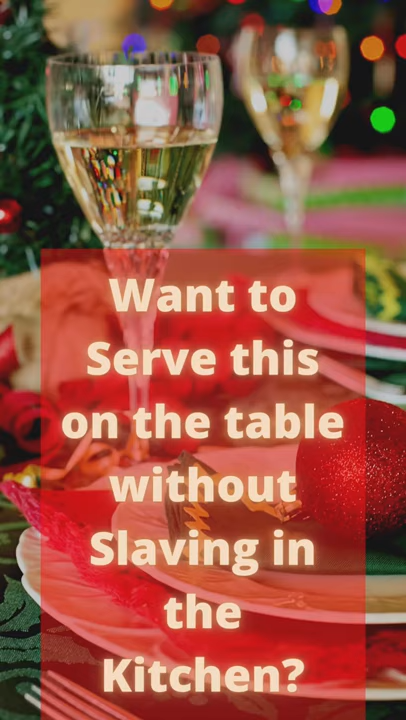 Want to
Serve this
on the table
without
Slaving in
the
Kitchen?